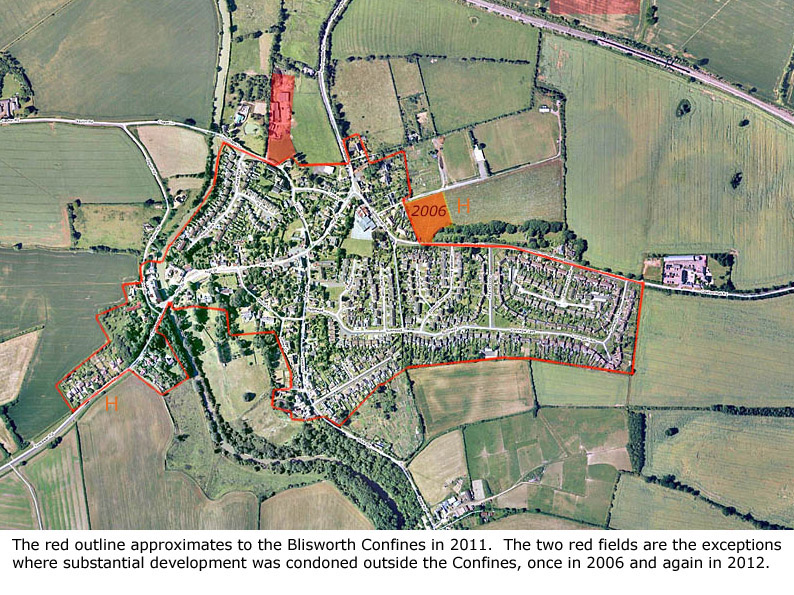 2006 H
H
The red outline approximates to the Blisworth Confines in 2011. The two red fields are the exceptions
where substantial development was condoned outside the Confines, once in 2006 and again in 2012.